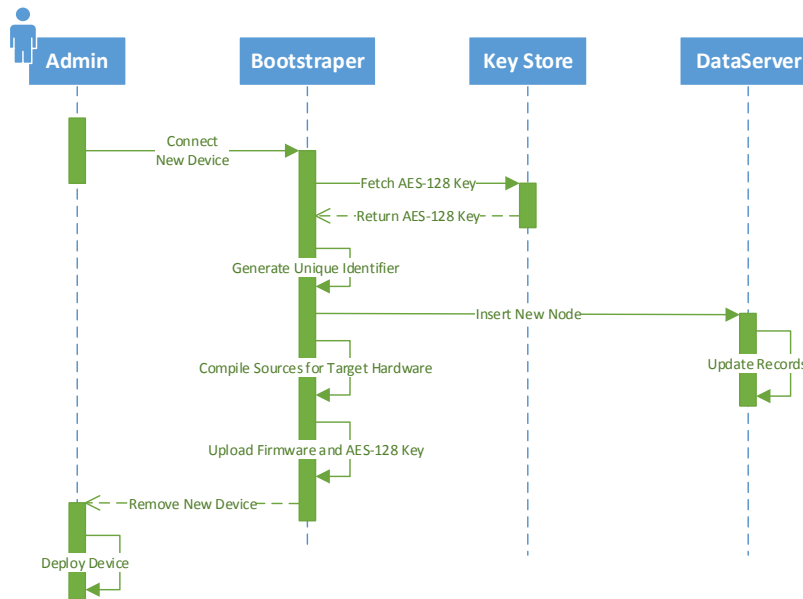 Admin
Bootstraper
Key Store
DataServer
Connect
New Device
Fetch AES-128 Key
Return AES-128 Key
Generate Unique Identifier
Insert New Node
Compile Sources for Target Hardware
Update Records
Upload Firmware and AES-128 Key
Remove New Device
Deploy Device